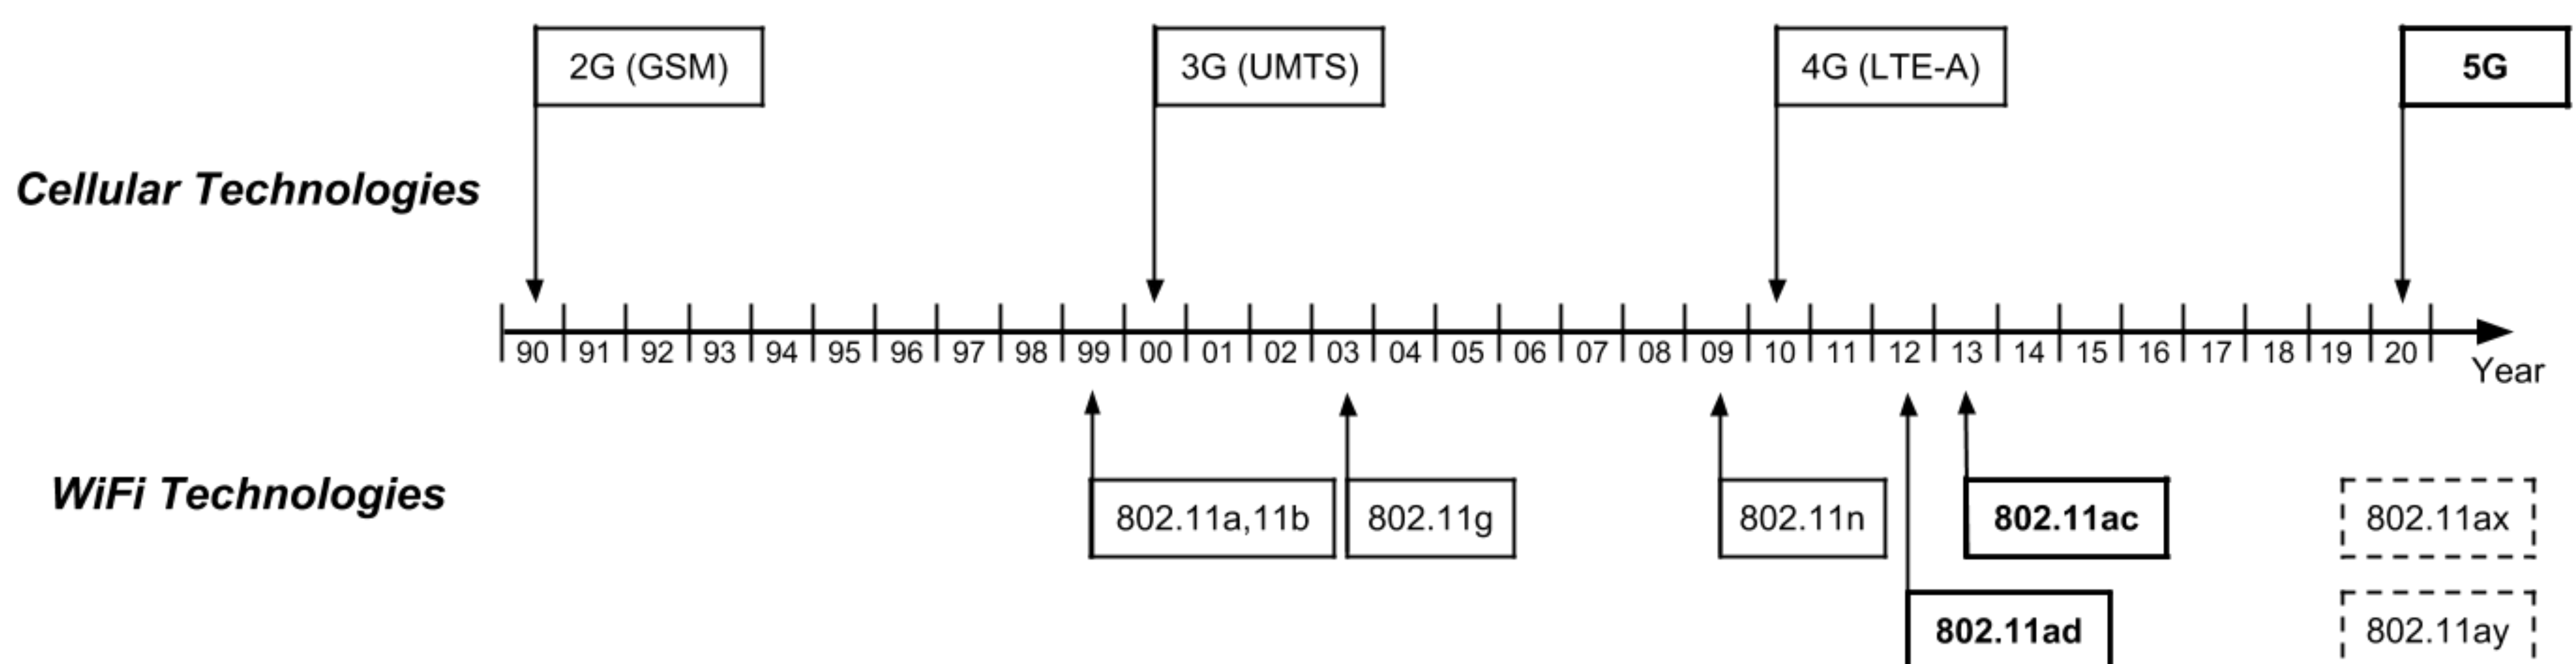 2G (GSM) 3G (UMTS) 4G (LTE-A) 5G
Cellular Technologies
90 91 92 93 94 95 96 97 98 99 00 01 02 03 04 05 06 07 08 09 10 11 12 13 14 15 16 17 18 19 20
Year
WiFi Technologies
802.11a,11b 802.11g 802.11n 802.11ac 802.11ax
802.11ad 802.11ay